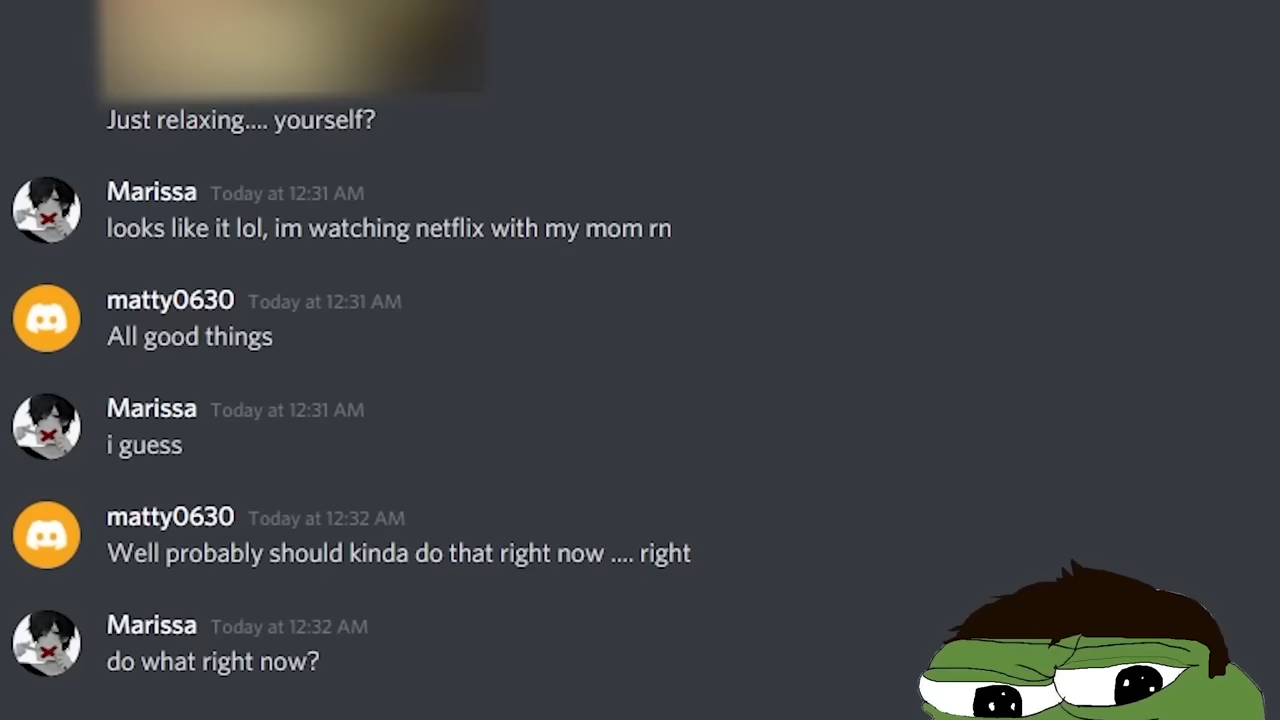 Just relaxing.... yourself?
Marissa Today at 12:31 AM
looks like it lol, im watching netflix with my mom rn
matty0630 Today at 12:31 AM
All good things
Marissa Today at 12:31 AM
i guess
matty0630 Today at 12:32 AM
Well probably should kinda do that right now .... right
Marissa Today at 12:32 AM
do what right now?